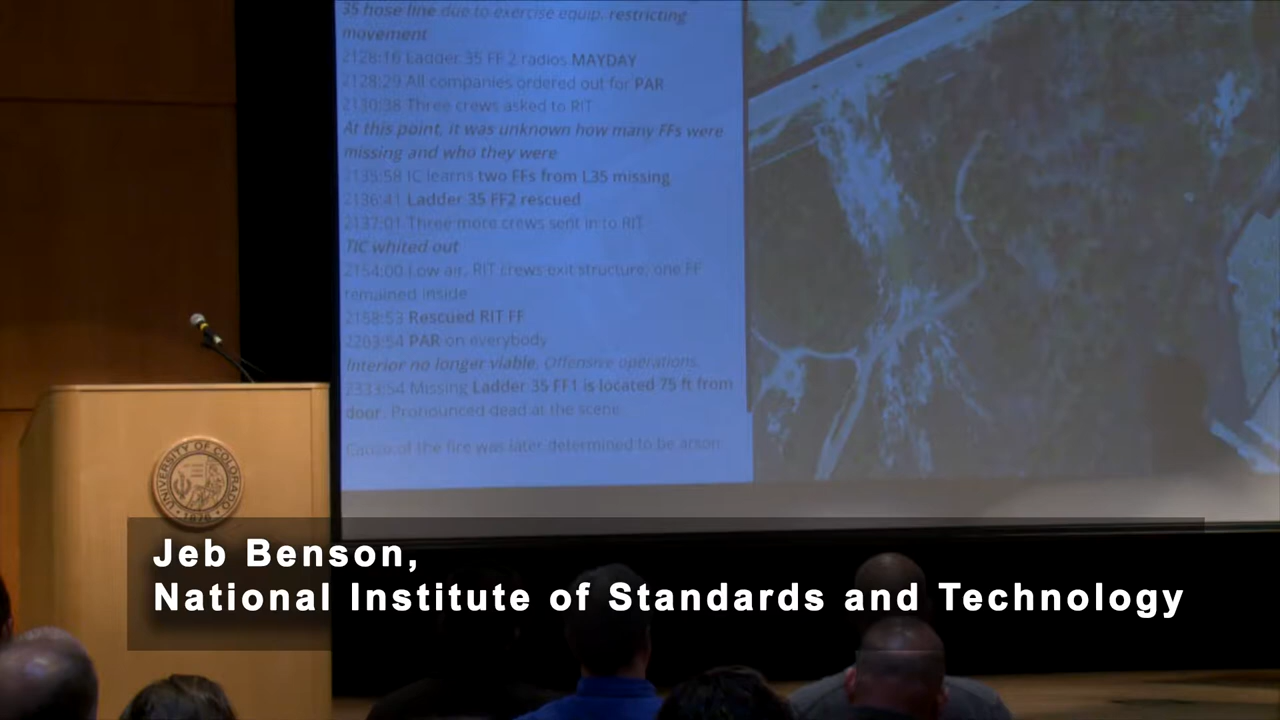 35 hose line due to exercise equip. restricting
movement
2128:16 Ladder 35 FF 2 radios MAYDAY
2128:29 All companies ordered out for PAR
2130:38 Three crews asked to RIT
At this point, it was unknown how many FFs were
missing and who they were
2135:58 IC learns two FFs from L35 missing
2136:41 Ladder 35 FF2 rescued
2137:01 Three more crews sent in to RIT
TIC whited out
2154:00 Low air, RIT crews exit structure, one FF
remained inside
2158:53 Rescued RIT FF
2203:54 PAR on everybody
Interior no longer viable. Offensive operations.
2333:54 Missing Ladder 35 FF1 is located 75 ft from
door. Pronounced dead at the scene.
Cause of the fire was later determined to be arson
UNIVERSITY OF COLORADO
1876
Jeb Benson,
National Institute of Standards and Technology